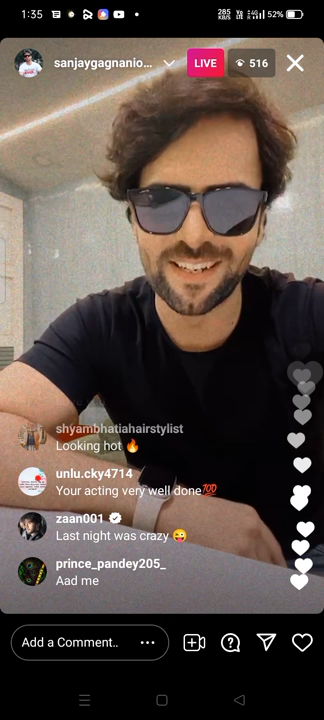 1:35
285 KB/S
52%
sanjaygagnanio...
LIVE
516
shyambhatiahairstylist
Looking hot 🔥
unlu.cky4714
Your acting very well done💯
zaan001
Last night was crazy 😜
prince_pandey205_
Aad me
Add a Comment..